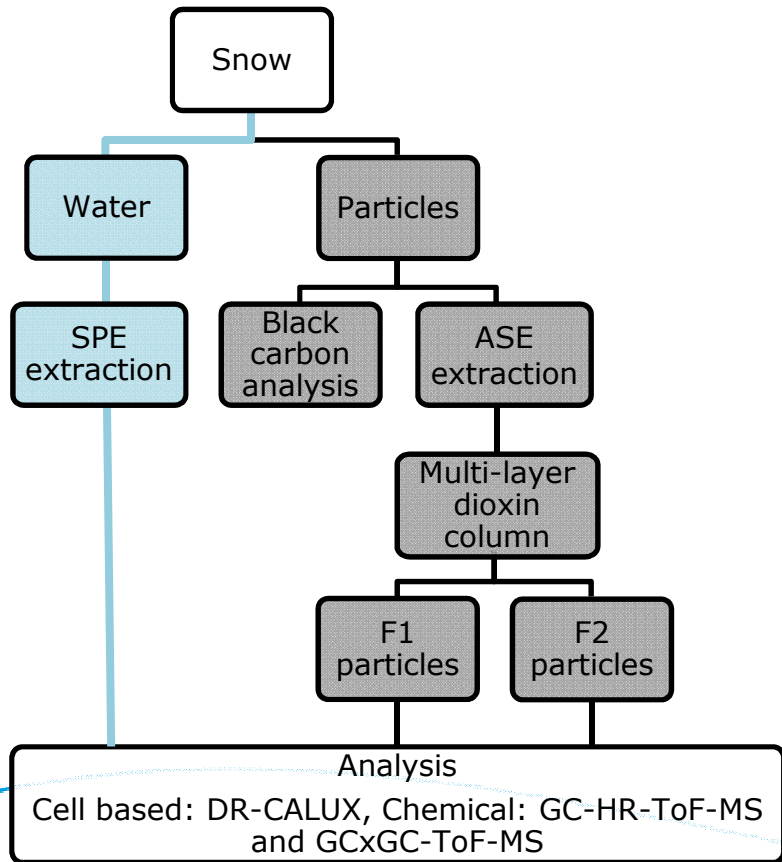 Snow
Water
Particles
SPE
extraction
Black
carbon
analysis
ASE
extraction
Multi-layer
dioxin
column
F1
particles
F2
particles
Analysis
Cell based: DR-CALUX, Chemical: GC-HR-ToF-MS
and GCxGC-ToF-MS